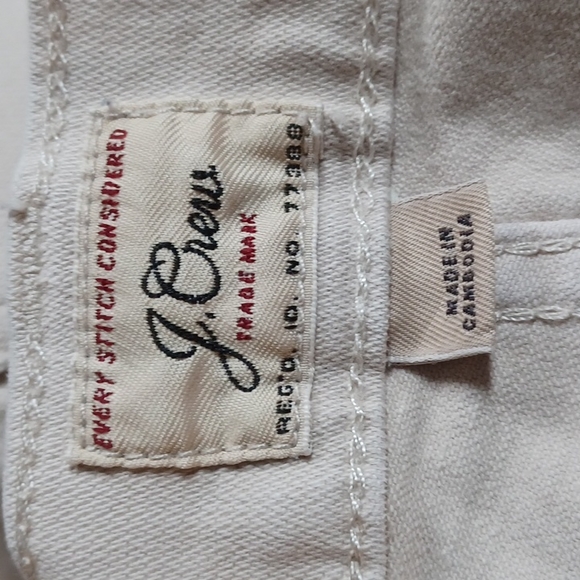 EVERY STITCH CONSIDERED
J. Crew
TRADE MARK
REG'D. ID. NO. 77388
MADE IN
CAMBODIA